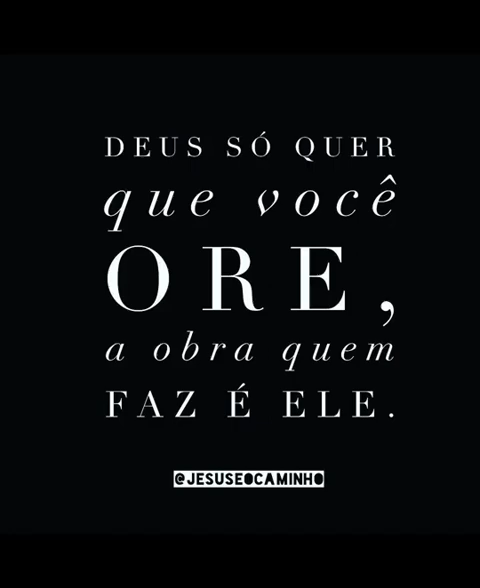 DEUS SÓ QUER
que você
ORE,
a obra quem
FAZ É ELE.
@JESUSEOCAMINHO